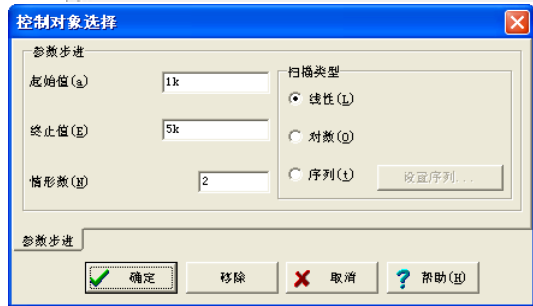 控制对象选择
参数步进
起始值(a) 1k
终止值(E) 5k
情形数(N) 2
扫描类型
线性(L)
对数(O)
序列(t) 设置序列...
参数步进
确定 移除 取消 帮助(H)